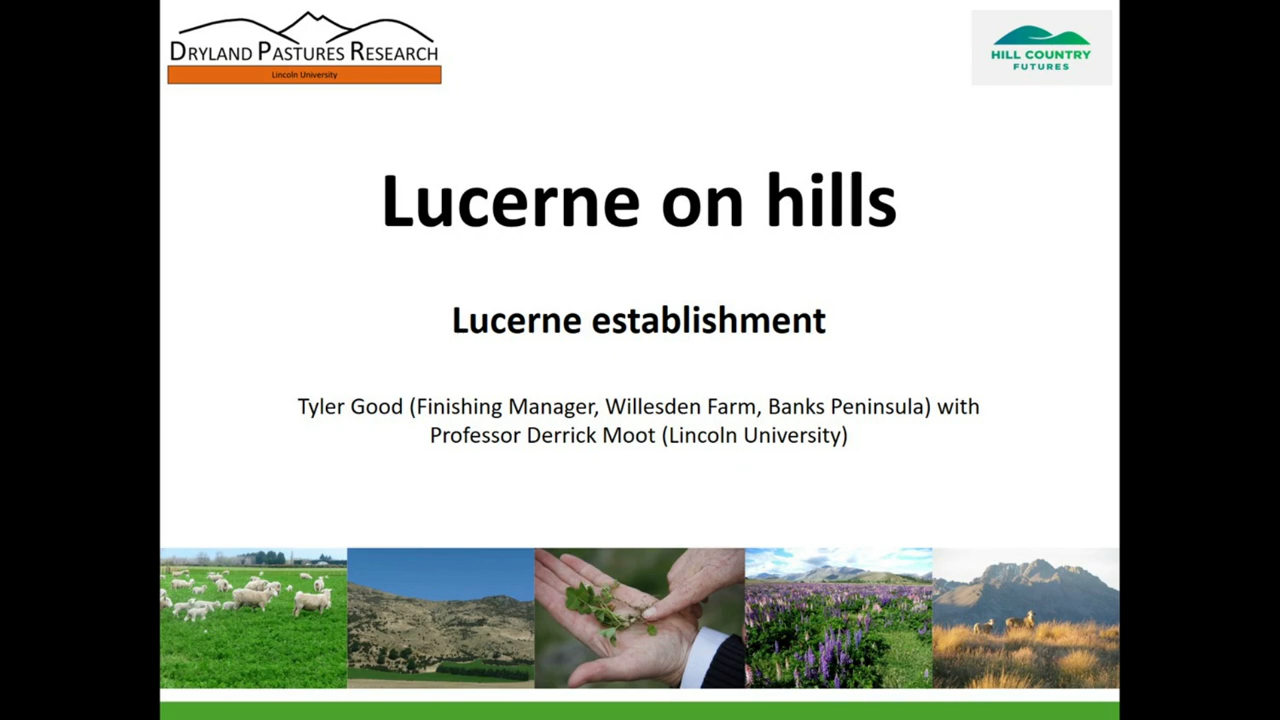 DRYLAND PASTURES RESEARCH
Lincoln University
HILL COUNTRY
FUTURES
Lucerne on hills
Lucerne establishment
Tyler Good (Finishing Manager, Willesden Farm, Banks Peninsula) with
Professor Derrick Moot (Lincoln University)